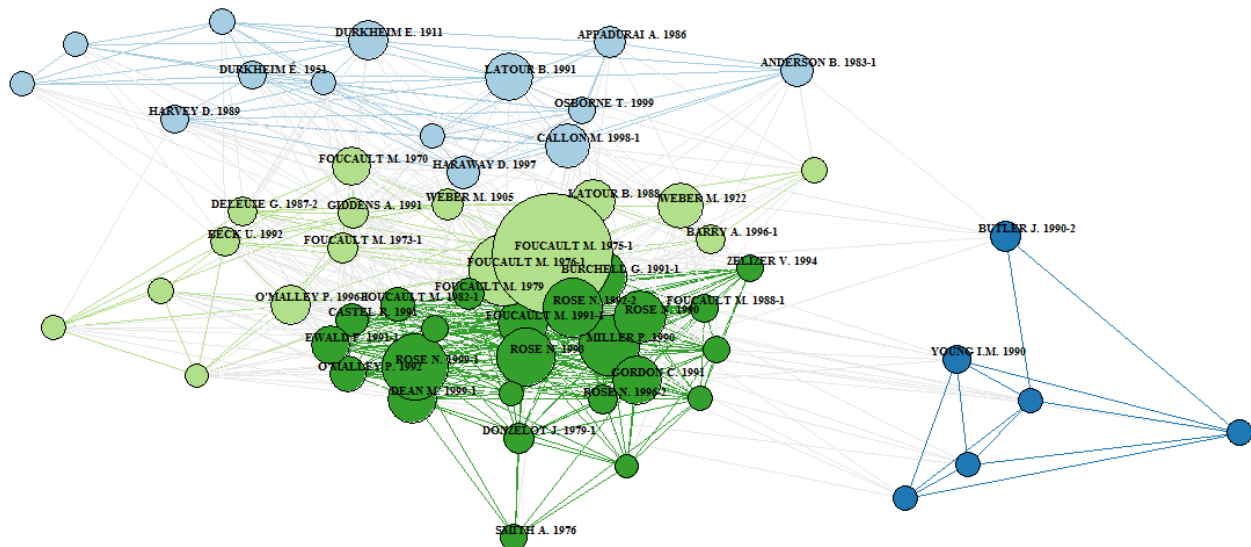 DURKHEIM E. 1911
APPADURAI A. 1986
ANDERSON B. 1983-1
LATOUR B. 1991
DURKHEIM É. 1951
OSBORNE T. 1999
HARVEY D. 1989
CALLON M. 1998-1
FOUCAULT M. 1970
HARAWAY D. 1997
LATOUR B. 1988
WEBER M. 1905
WEBER M. 1922
DELEUZE G. 1987-2
GIDDENS A. 1991
BUTLER J. 1990-2
BECK U. 1992
BARRY A. 1996-1
FOUCAULT M. 1973-1
FOUCAULT M. 1975-1
FOUCAULT M. 1976-1
ZELIZER V. 1994
BURCHELL G. 1991-1
FOUCAULT M. 1979
O'MALLEY P. 1996
FOUCAULT M. 1982-1
ROSE N. 1992-2
FOUCAULT M. 1988-1
CASTEL R. 1991
FOUCAULT M. 1991-1
ROSE N. 1990
EWALD F. 1991-1
MILLER P. 1990
ROSE N. 1993
YOUNG I.M. 1990
ROSE N. 1999-1
O'MALLEY P. 1992
GORDON C. 1991
DEAN M. 1999-1
ROSE N. 1996-2
DONZELOT J. 1979-1
SMITH A. 1976